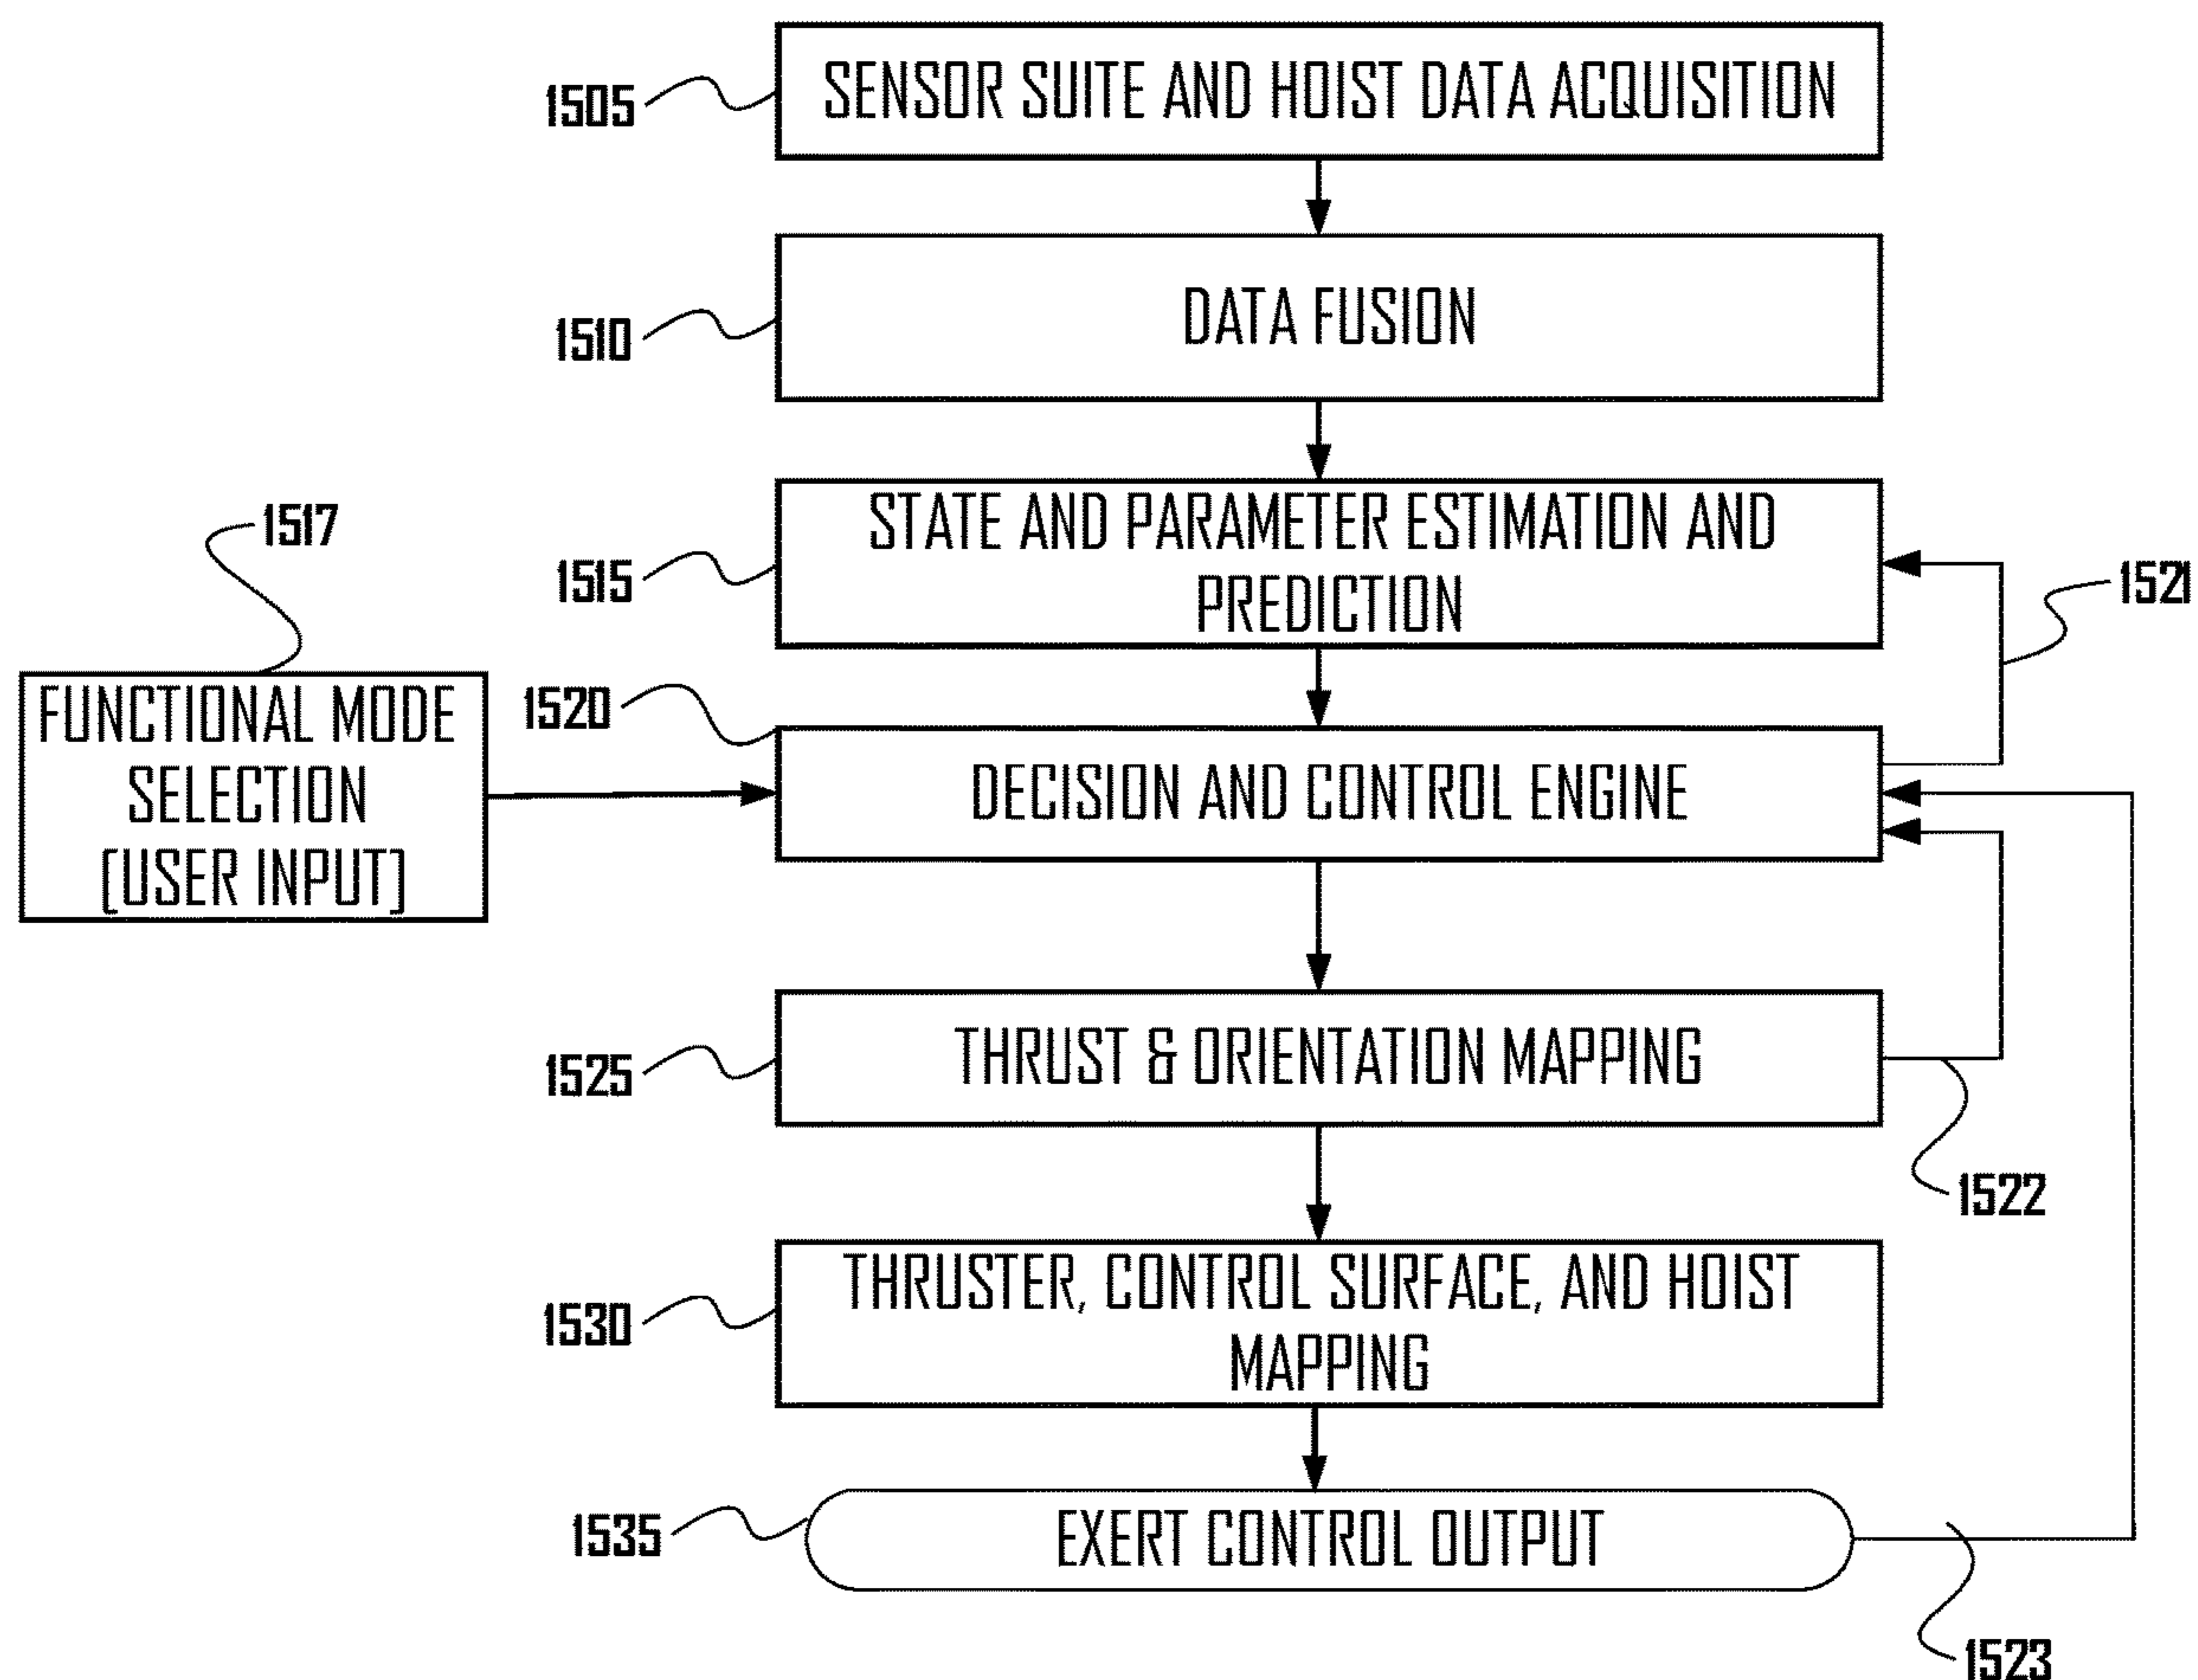 1505
SENSOR SUITE AND HOIST DATA ACQUISITION
1510
DATA FUSION
1517
1515
STATE AND PARAMETER ESTIMATION AND
PREDICTION
1521
FUNCTIONAL MODE
SELECTION
[USER INPUT]
1520
DECISION AND CONTROL ENGINE
1525
THRUST & ORIENTATION MAPPING
1522
1530
THRUSTER, CONTROL SURFACE, AND HOIST
MAPPING
1535
EXERT CONTROL OUTPUT
1523